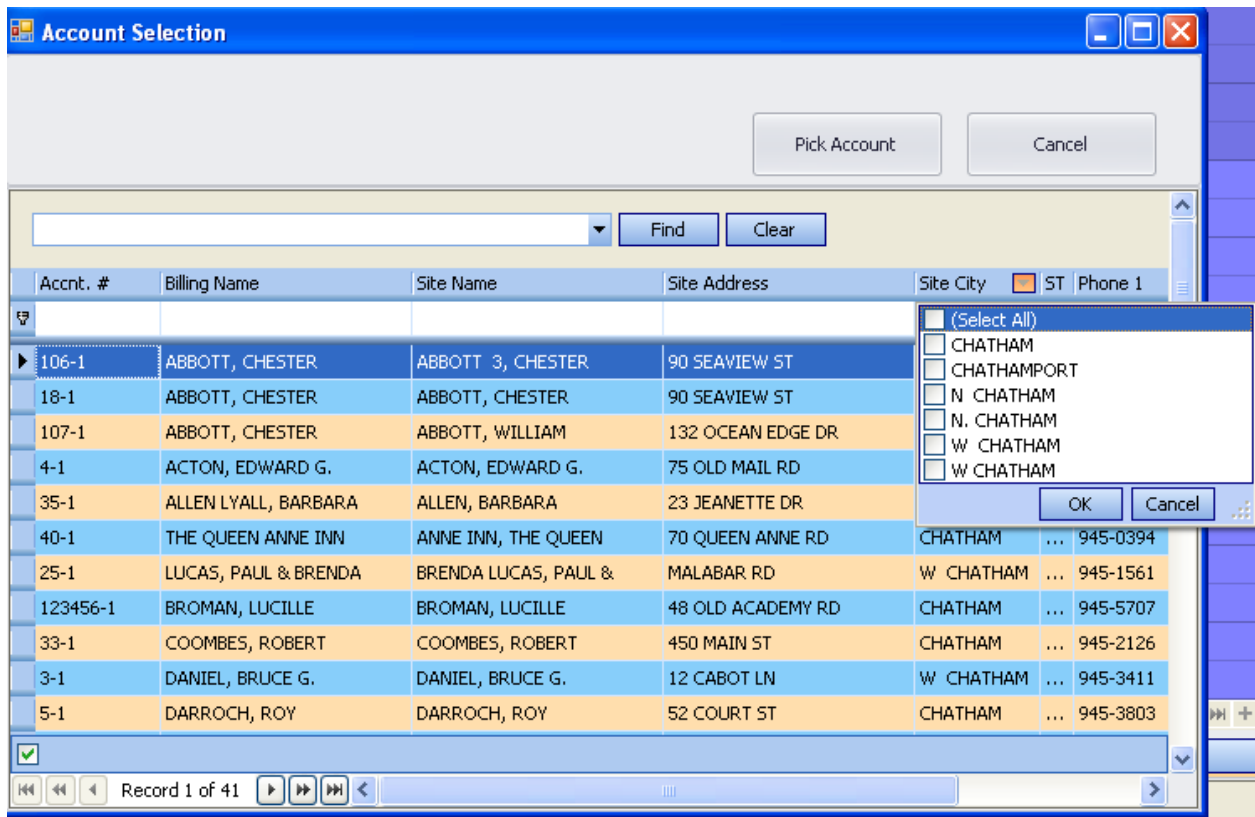 Account Selection
Pick Account Cancel
Find Clear
Accnt. # Billing Name Site Name Site Address Site City ST Phone 1
(Select All)
106-1 ABBOTT, CHESTER ABBOTT  3, CHESTER 90 SEAVIEW ST CHATHAM
CHATHAMPORT
18-1 ABBOTT, CHESTER ABBOTT, CHESTER 90 SEAVIEW ST N  CHATHAM
107-1 ABBOTT, CHESTER ABBOTT, WILLIAM 132 OCEAN EDGE DR N. CHATHAM
W  CHATHAM
4-1 ACTON, EDWARD G. ACTON, EDWARD G. 75 OLD MAIL RD W CHATHAM
35-1 ALLEN LYALL, BARBARA ALLEN, BARBARA 23 JEANETTE DR OK Cancel
40-1 THE QUEEN ANNE INN ANNE INN, THE QUEEN 70 QUEEN ANNE RD CHATHAM ... 945-0394
25-1 LUCAS, PAUL & BRENDA BRENDA LUCAS, PAUL & MALABAR RD W  CHATHAM ... 945-1561
123456-1 BROMAN, LUCILLE BROMAN, LUCILLE 48 OLD ACADEMY RD CHATHAM ... 945-5707
33-1 COOMBES, ROBERT COOMBES, ROBERT 450 MAIN ST CHATHAM ... 945-2126
3-1 DANIEL, BRUCE G. DANIEL, BRUCE G. 12 CABOT LN W  CHATHAM ... 945-3411
5-1 DARROCH, ROY DARROCH, ROY 52 COURT ST CHATHAM ... 945-3803
Record 1 of 41